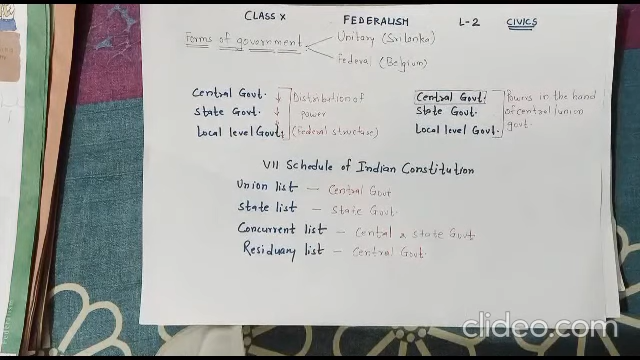 CLASS X FEDERALISM L-2 CIVICS
Forms of government Unitary (Srilanka)
Federal (Belgium)
Central Govt. ↓ Distribution of
State Govt. ↓ power
Local level Govt. (Federal structure)
Central Govt. Powers in the hand
State Govt. of central/union
Local level Govt. govt.
VII Schedule of Indian Constitution
Union list – Central Govt
State list – State Govt.
Concurrent list – Central & State Govt
Residuary list – Central Govt.
clideo.com